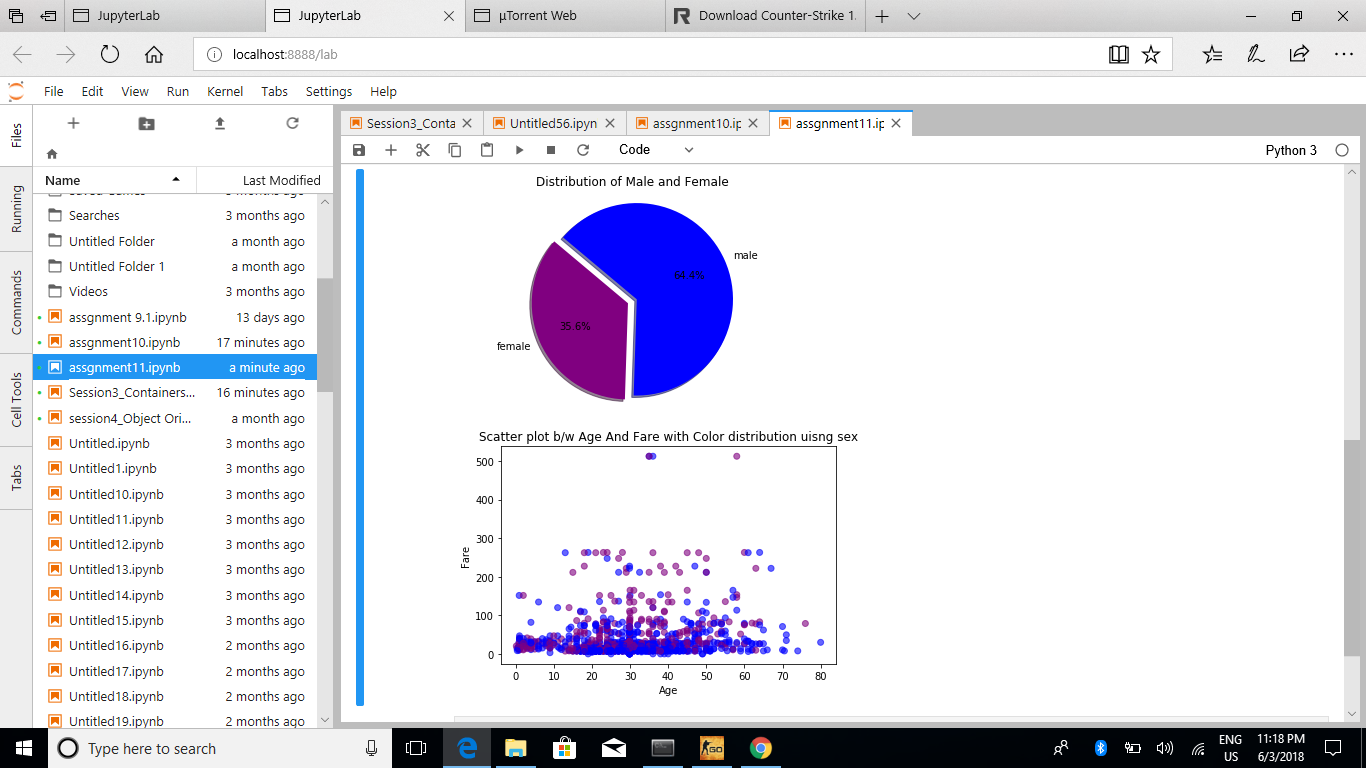 JupyterLab
JupyterLab
µTorrent Web
Download Counter-Strike 1.
localhost:8888/lab
File Edit View Run Kernel Tabs Settings Help
Files
Running
Commands
Cell Tools
Tabs
Name Last Modified
Searches 3 months ago
Untitled Folder a month ago
Untitled Folder 1 a month ago
Videos 3 months ago
assgnment 9.1.ipynb 13 days ago
assgnment10.ipynb 17 minutes ago
assgnment11.ipynb a minute ago
Session3_Containers... 16 minutes ago
session4_Object Ori... a month ago
Untitled.ipynb 3 months ago
Untitled1.ipynb 3 months ago
Untitled10.ipynb 3 months ago
Untitled11.ipynb 3 months ago
Untitled12.ipynb 3 months ago
Untitled13.ipynb 3 months ago
Untitled14.ipynb 3 months ago
Untitled15.ipynb 3 months ago
Untitled16.ipynb 2 months ago
Untitled17.ipynb 2 months ago
Untitled18.ipynb 2 months ago
Untitled19.ipynb 2 months ago
Session3_Conta
Untitled56.ipyn
assgnment10.ip
assgnment11.ip
Code
Python 3
Distribution of Male and Female
male
64.4%
35.6%
female
Scatter plot b/w Age And Fare with Color distribution uisng sex
500
400
300
200
100
0
Fare
0 10 20 30 40 50 60 70 80
Age
Type here to search
GO
ENG
US
11:18 PM
6/3/2018